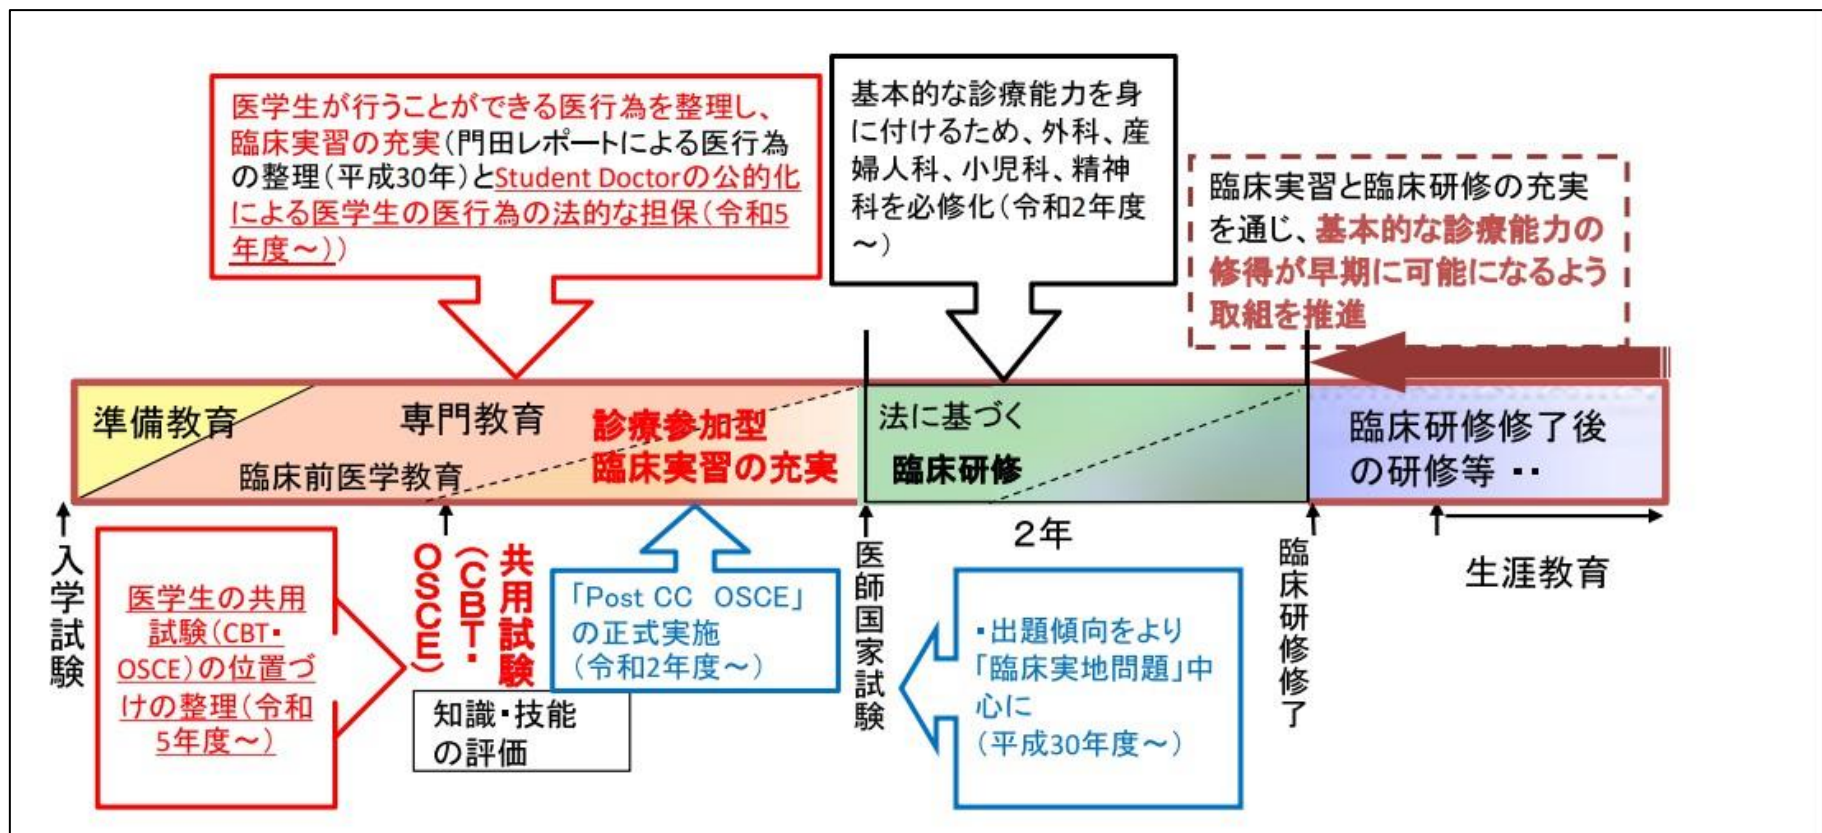 医学生が行うことができる医行為を整理し、
臨床実習の充実(門田レポートによる医行為
の整理(平成30年)とStudent Doctorの公的化
による医学生の医行為の法的な担保(令和5
年度～))
基本的な診療能力を身
に付けるため、外科、産
婦人科、小児科、精神
科を必修化(令和2年度
～)
臨床実習と臨床研修の充実
を通じ、基本的な診療能力の
修得が早期に可能になるよう
取組を推進
準備教育
専門教育
臨床前医学教育
診療参加型
臨床実習の充実
法に基づく
臨床研修
臨床研修修了後
の研修等 ・・
入学試験
医学生の共用
試験(CBT・
OSCE)の位置づ
けの整理(令和
5年度～)
共用試験
(CBT・
OSCE)
知識・技能
の評価
「Post CC OSCE」
の正式実施
(令和2年度～)
医師国家試験
2年
・出題傾向をより
「臨床実地問題」中
心に
(平成30年度～)
臨床研修修了
生涯教育